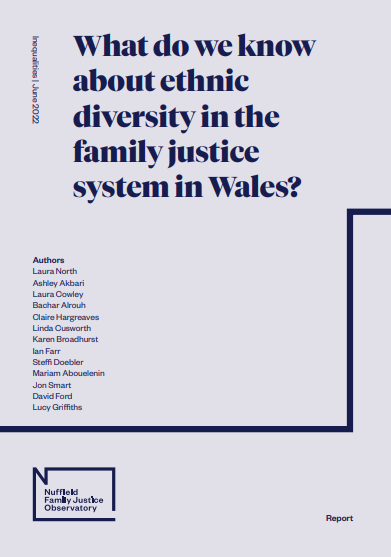 Inequalities | June 2022
What do we know
about ethnic
diversity in the
family justice
system in Wales?
Authors
Laura North
Ashley Akbari
Laura Cowley
Bachar Alrouh
Claire Hargreaves
Linda Cusworth
Karen Broadhurst
Ian Farr
Steffi Doebler
Mariam Abouelenin
Jon Smart
David Ford
Lucy Griffiths
Nuffield
Family Justice
Observatory
Report